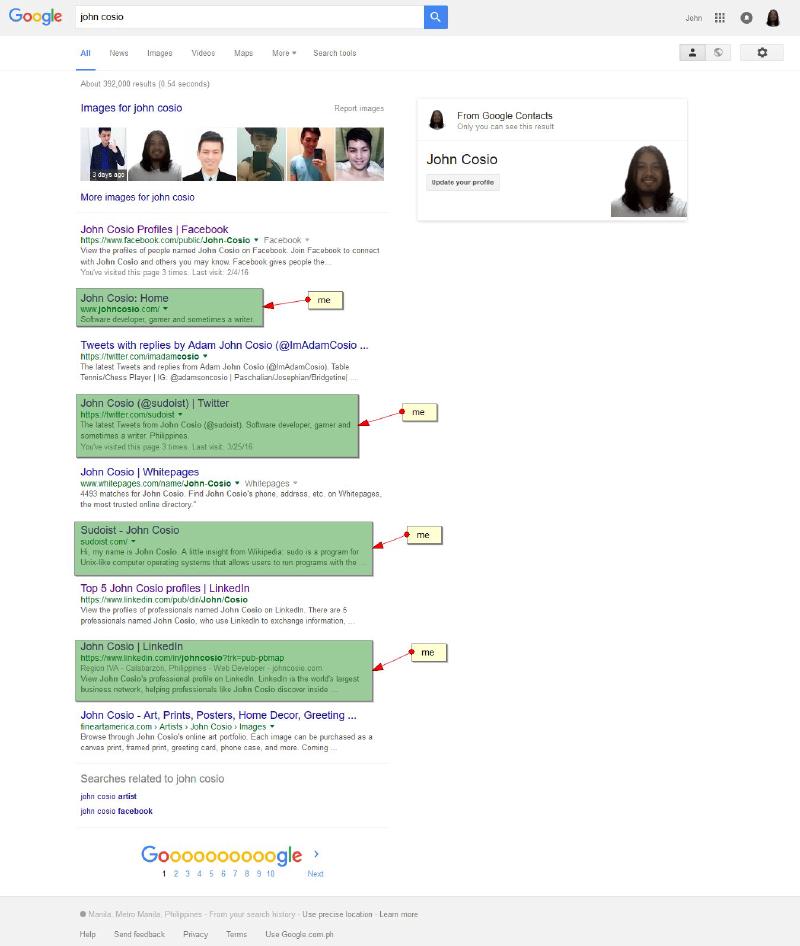 Google
john cosio
John
All News Images Videos Maps More ▾ Search tools
About 392,000 results (0.54 seconds)
Images for john cosio Report images
3 days ago
More images for john cosio
From Google Contacts
Only you can see this result
John Cosio
Update your profile
John Cosio Profiles | Facebook
https://www.facebook.com/public/John-Cosio ▾ Facebook ▾
View the profiles of people named John Cosio on Facebook. Join Facebook to connect
with John Cosio and others you may know. Facebook gives people the...
You've visited this page 3 times. Last visit: 2/4/16
John Cosio: Home
www.johncosio.com/ ▾
Software developer, gamer and sometimes a writer.
me
Tweets with replies by Adam John Cosio (@ImAdamCosio ...
https://twitter.com/imadamcosio ▾
The latest Tweets and replies from Adam John Cosio (@ImAdamCosio). Table
Tennis/Chess Player | IG: @adamsoncosio | Paschalian/Josephian/Bridgetine| ...
John Cosio (@sudoist) | Twitter
https://twitter.com/sudoist ▾
The latest Tweets from John Cosio (@sudoist). Software developer, gamer and
sometimes a writer. Philippines.
You've visited this page 3 times. Last visit: 3/25/16
me
John Cosio | Whitepages
www.whitepages.com/name/John-Cosio ▾ Whitepages ▾
4493 matches for John Cosio. Find John Cosio's phone, address, etc. on Whitepages,
the most trusted online directory."
Sudoist - John Cosio
sudoist.com/ ▾
Hi, my name is John Cosio. A little insight from Wikipedia: sudo is a program for
Unix-like computer operating systems that allows users to run programs with the ...
me
Top 5 John Cosio profiles | LinkedIn
https://www.linkedin.com/pub/dir/John/Cosio
View the profiles of professionals named John Cosio on LinkedIn. There are 5
professionals named John Cosio, who use LinkedIn to exchange information, ...
John Cosio | LinkedIn
https://www.linkedin.com/in/johncosio?trk=pub-pbmap
Region IVA - Calabarzon, Philippines - Web Developer - johncosio.com
View John Cosio's professional profile on LinkedIn. LinkedIn is the world's largest
business network, helping professionals like John Cosio discover inside ...
me
John Cosio - Art, Prints, Posters, Home Decor, Greeting ...
fineartamerica.com › Artists › John Cosio › Images ▾
Browse through John Cosio's online art portfolio. Each image can be purchased as a
canvas print, framed print, greeting card, phone case, and more. Coming ...
Searches related to john cosio
john cosio artist
john cosio facebook
Goooooooooogle ›
1 2 3 4 5 6 7 8 9 10 Next
Manila, Metro Manila, Philippines - From your search history - Use precise location - Learn more
Help Send feedback Privacy Terms Use Google.com.ph